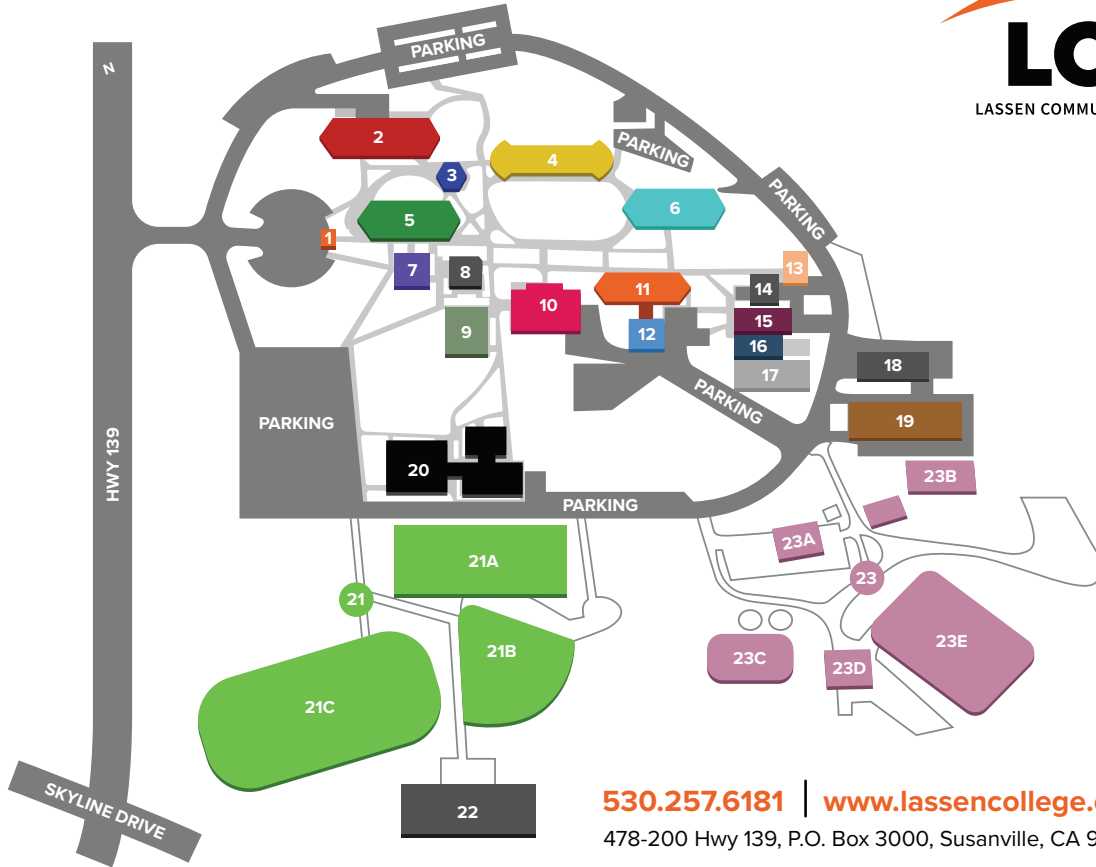 LC
LASSEN COMMU
N
PARKING
2
PARKING
4
3
6
PARKING
5
1
7
8
13
11
14
10
15
12
9
16
17
18
PARKING
19
PARKING
HWY 139
20
23B
PARKING
23A
21A
23
21
23E
21B
23C
23D
21C
SKYLINE DRIVE
22
530.257.6181 | www.lassencollege.
478-200 Hwy 139, P.O. Box 3000, Susanville, CA 9